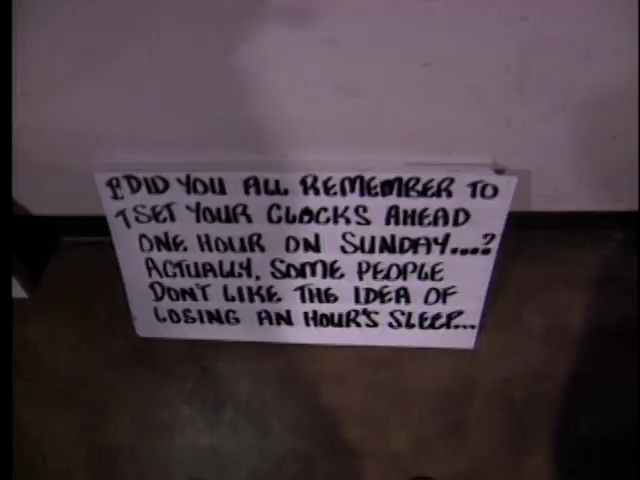 DID YOU ALL REMEMBER TO
SET YOUR CLOCKS AHEAD
ONE HOUR ON SUNDAY....?
ACTUALLY, SOME PEOPLE
DON'T LIKE THE IDEA OF
LOSING AN HOUR'S SLEEP...